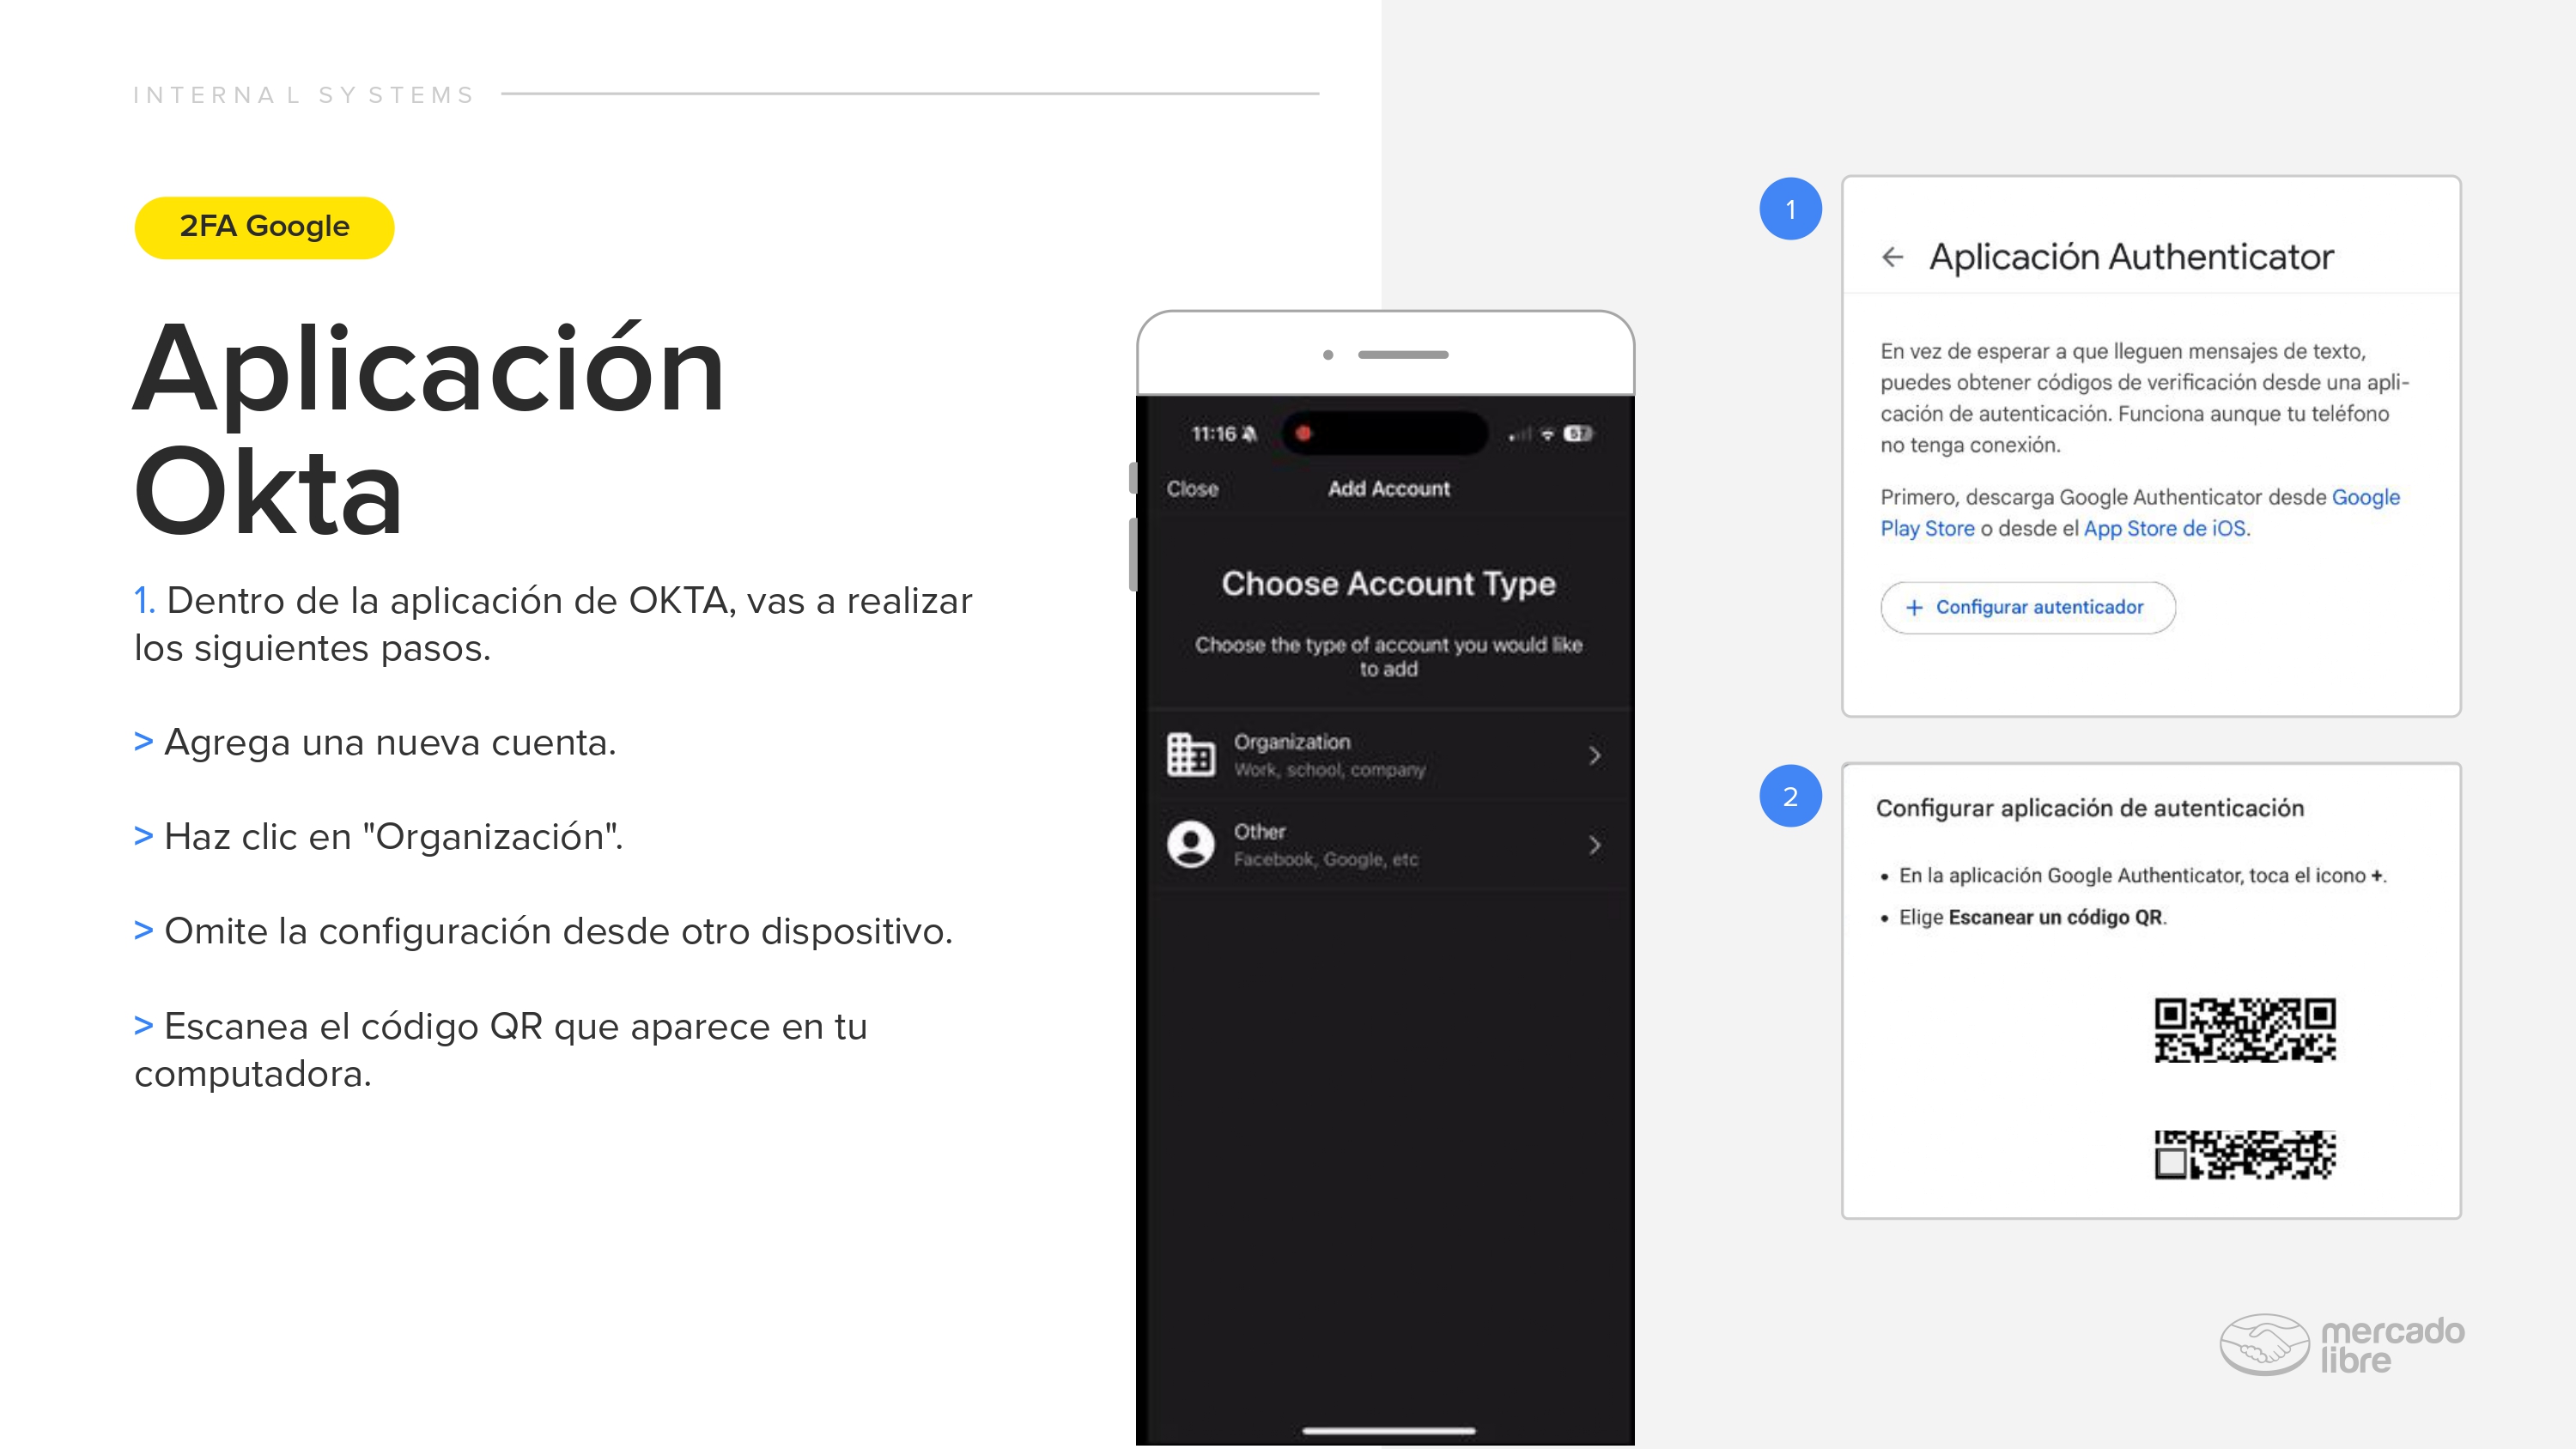 INTERNAL SYSTEMS
2FA Google
Aplicación
Okta
1. Dentro de la aplicación de OKTA, vas a realizar
los siguientes pasos.
> Agrega una nueva cuenta.
> Haz clic en "Organización".
> Omite la configuración desde otro dispositivo.
> Escanea el código QR que aparece en tu
computadora.
11:16
57
Close
Add Account
Choose Account Type
Choose the type of account you would like
to add
Organization
Work, school, company
Other
Facebook, Google, etc
1
Aplicación Authenticator
En vez de esperar a que lleguen mensajes de texto,
puedes obtener códigos de verificación desde una apli-
cación de autenticación. Funciona aunque tu teléfono
no tenga conexión.
Primero, descarga Google Authenticator desde Google
Play Store o desde el App Store de iOS.
+ Configurar autenticador
2
Configurar aplicación de autenticación
• En la aplicación Google Authenticator, toca el icono +.
• Elige Escanear un código QR.
mercado
libre